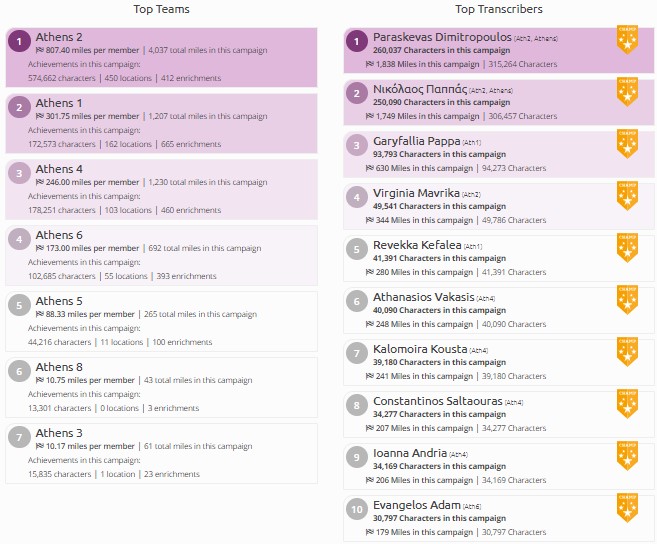 Top Teams
1
Athens 2
807.40 miles per member | 4,037 total miles in this campaign
Achievements in this campaign:
574,662 characters | 450 locations | 412 enrichments
2
Athens 1
301.75 miles per member | 1,207 total miles in this campaign
Achievements in this campaign:
172,573 characters | 162 locations | 665 enrichments
3
Athens 4
246.00 miles per member | 1,230 total miles in this campaign
Achievements in this campaign:
178,251 characters | 103 locations | 460 enrichments
4
Athens 6
173.00 miles per member | 692 total miles in this campaign
Achievements in this campaign:
102,685 characters | 55 locations | 393 enrichments
5
Athens 5
88.33 miles per member | 265 total miles in this campaign
Achievements in this campaign:
44,216 characters | 11 locations | 100 enrichments
6
Athens 8
10.75 miles per member | 43 total miles in this campaign
Achievements in this campaign:
13,301 characters | 0 locations | 3 enrichments
7
Athens 3
10.17 miles per member | 61 total miles in this campaign
Achievements in this campaign:
15,835 characters | 1 location | 23 enrichments
Top Transcribers
1
Paraskevas Dimitropoulos (Ath2, Athens)
260,037 Characters in this campaign
1,838 Miles in this campaign | 315,264 Characters
2
Νικόλαος Παππάς (Ath2, Athens)
250,090 Characters in this campaign
1,749 Miles in this campaign | 306,457 Characters
3
Garyfallia Pappa (Ath1)
93,793 Characters in this campaign
630 Miles in this campaign | 94,273 Characters
4
Virginia Mavrika (Ath2)
49,541 Characters in this campaign
344 Miles in this campaign | 49,786 Characters
5
Revekka Kefalea (Ath1)
41,391 Characters in this campaign
280 Miles in this campaign | 41,391 Characters
6
Athanasios Vakasis (Ath4)
40,090 Characters in this campaign
248 Miles in this campaign | 40,090 Characters
7
Kalomoira Kousta (Ath4)
39,180 Characters in this campaign
241 Miles in this campaign | 39,180 Characters
8
Constantinos Saltaouras (Ath4)
34,277 Characters in this campaign
207 Miles in this campaign | 34,277 Characters
9
Ioanna Andria (Ath4)
34,169 Characters in this campaign
206 Miles in this campaign | 34,169 Characters
10
Evangelos Adam (Ath6)
30,797 Characters in this campaign
179 Miles in this campaign | 30,797 Characters